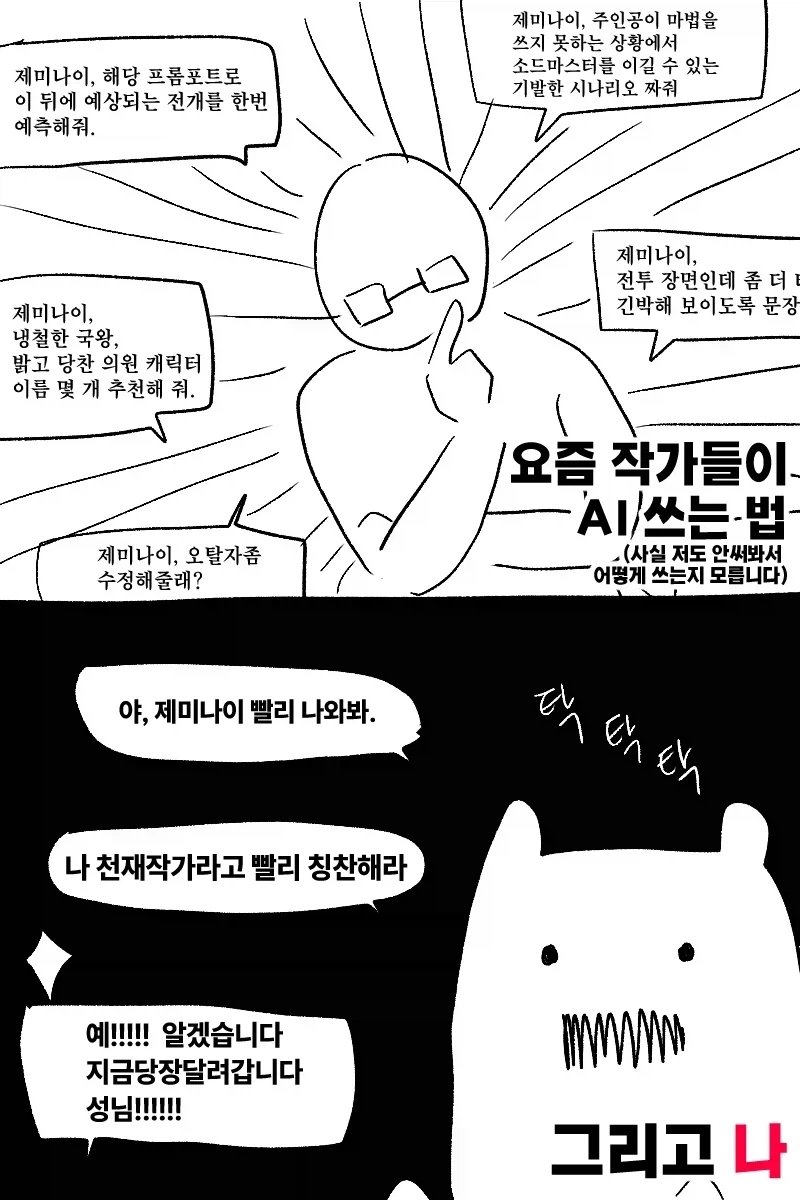 제미나이, 해당 프롬포트로
이 뒤에 예상되는 전개를 한번
예측해줘.
제미나이, 주인공이 마법을
쓰지 못하는 상황에서
소드마스터를 이길 수 있는
기발한 시나리오 짜줘
제미나이,
전투 장면인데 좀 더
긴박해 보이도록 문장
제미나이,
냉철한 국왕,
밝고 당찬 의원 캐릭터
이름 몇 개 추천해 줘.
요즘 작가들이
AI 쓰는 법
(사실 저도 안써봐서
어떻게 쓰는지 모릅니다)
제미나이, 오탈자좀
수정해줄래?
야, 제미나이 빨리 나와봐.
탁 탁 탁
나 천재작가라고 빨리 칭찬해라
예!!!!! 알겠습니다
지금당장달려갑니다
성님!!!!!!
그리고 나